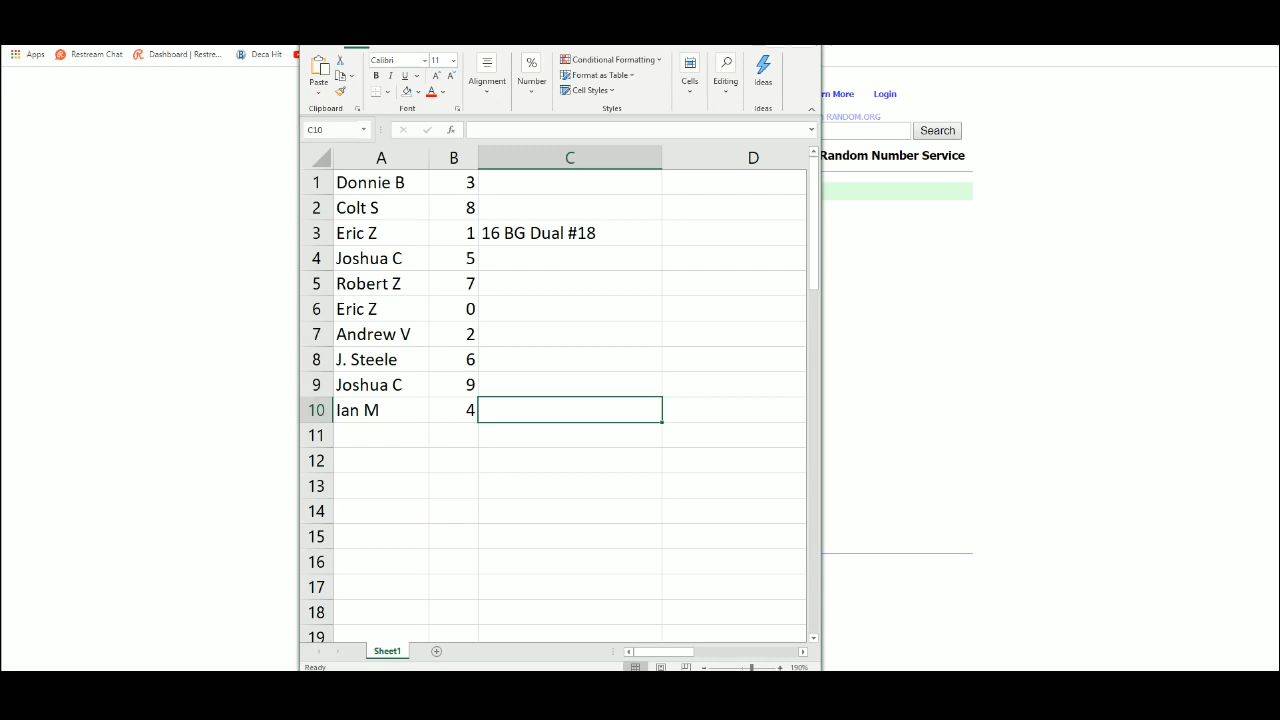 Apps Restream Chat Dashboard | Restre... Deca Hit
Paste
Clipboard
Calibri 11
B I U A A
Font
Alignment
%
Number
Conditional Formatting
Format as Table
Cell Styles
Styles
Cells
Editing
Ideas
Ideas
rn More Login
RANDOM.ORG
Search
Random Number Service
C10 fx
A B C D
1 Donnie B 3
2 Colt S 8
3 Eric Z 1 16 BG Dual #18
4 Joshua C 5
5 Robert Z 7
6 Eric Z 0
7 Andrew V 2
8 J. Steele 6
9 Joshua C 9
10 Ian M 4
11
12
13
14
15
16
17
18
19
Sheet1
Ready 190%